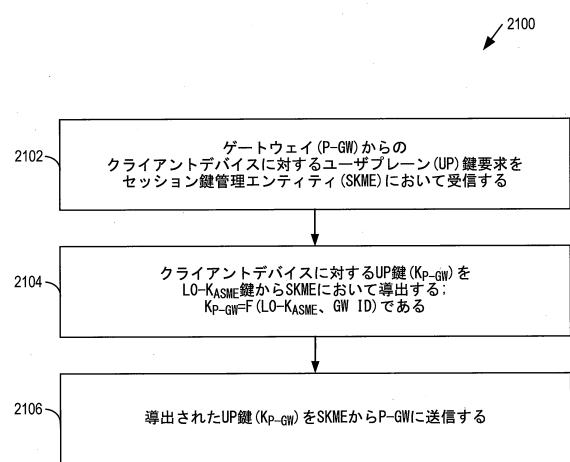 2100
2102
ゲートウェイ(P-GW)からの
クライアントデバイスに対するユーザプレーン(UP)鍵要求を
セッション鍵管理エンティティ(SKME)において受信する
2104
クライアントデバイスに対するUP鍵(KP-GW)を
LO-KASME鍵からSKMEにおいて導出する;
KP-GW=F(LO-KASME、GW ID)である
2106
導出されたUP鍵(KP-GW)をSKMEからP-GWに送信する